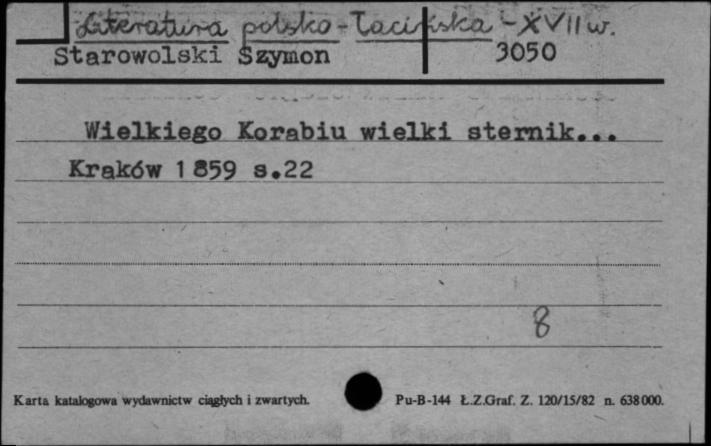 Literatura polsko-łacińska - XVII w.
Starowolski Szymon 3050
Wielkiego Korabiu wielki sternik...
Kraków 1859 s.22
8
Karta katalogowa wydawnictw ciągłych i zwartych. Pu-B-144 Ł.Z.Graf. Z. 120/15/82 n. 638000.